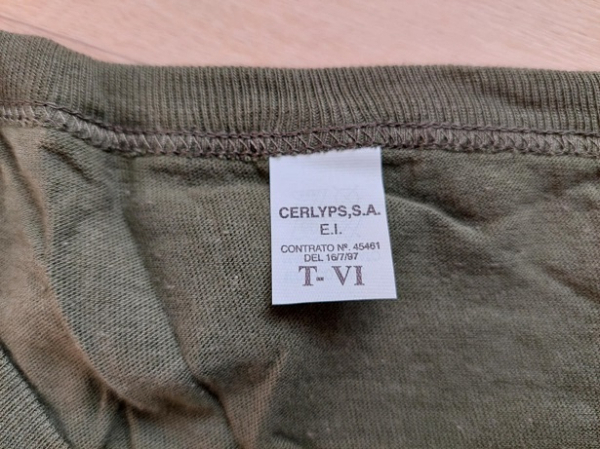 CERLYPS,S.A.
E.I.
CONTRATO Nº. 45461
DEL 16/7/97
T-VI